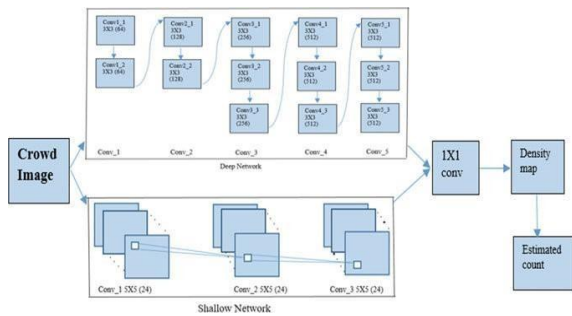 Conv1_1
3X3 (64)
Conv1_2
3X3 (64)
Conv_1
Conv2_1
3X3
(128)
Conv2_2
3X3
(128)
Conv_2
Conv3_1
3X3
(256)
Conv3_2
3X3
(256)
Conv3_3
3X3
(256)
Conv_3
Conv4_1
3X3
(512)
Conv4_2
3X3
(512)
Conv4_3
3X3
(512)
Conv_4
Conv5_1
3X3
(512)
Conv5_2
3X3
(512)
Conv5_3
3X3
(512)
Conv_5
Deep Network
Crowd
Image
Conv_1 5X5 (24)
Conv_2 5X5 (24)
Conv_3 5X5 (24)
Shallow Network
1X1
conv
Density
map
Estimated
count